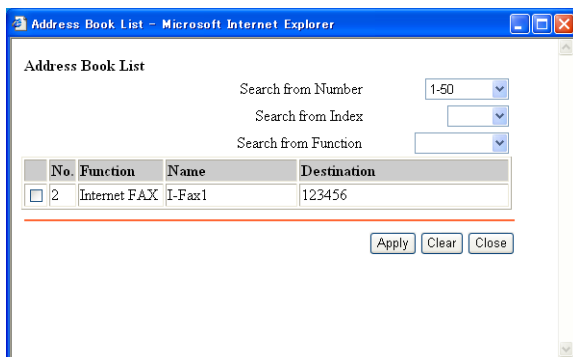 Address Book List - Microsoft Internet Explorer
Address Book List
Search from Number 1-50
Search from Index
Search from Function
No. Function Name Destination
2 Internet FAX I-Fax1 123456
Apply Clear Close